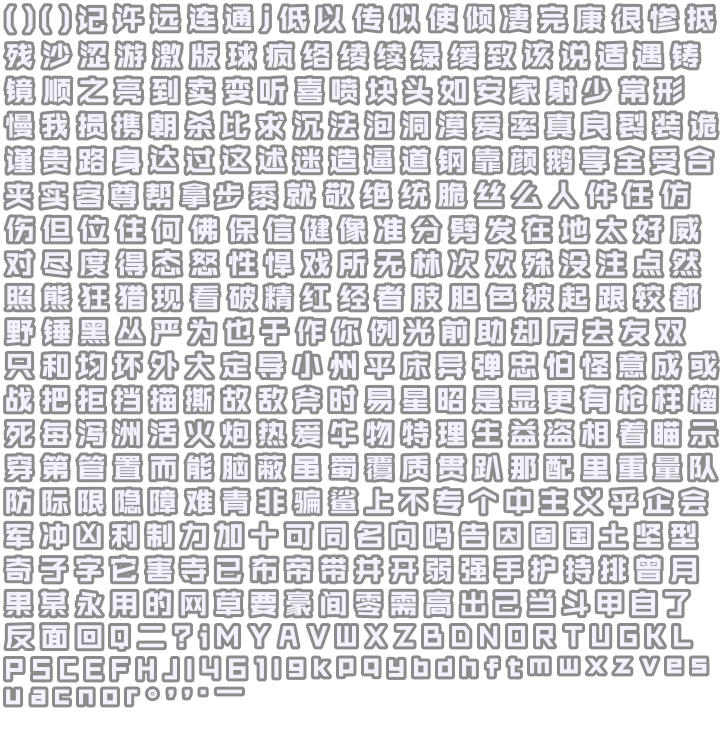 ()()记许远连通j低以传似使倾凄完康很惨抵
残沙涩游激版球疯络绫续绿缓致该说适遇铸
镜顺之亮到卖变听喜喷块头如安家射少常形
慢我损携朝杀比求沉法泡洞漠爱率真良裂装诡
谨贵路身达过这述迷造逼道钢靠颜鹅享全受合
夹实客尊帮拿步黍就敬绝统脆丝么人件任仿
伤但位住何佛保信健像准分劈发在地太好威
对尽度得态怒性悍戏所无林次欢殊没注点然
照熊狂猎现看破精红经者肢胆色被起跟较都
野锤黑丛严为也于作你例光前助却厉去友双
只和均坏外大定导小州平床异弹忠怕怪意成或
战把拒挡描撕故敌斧时易星昭是显更有枪样榴
死每泻洲活火炮热爱牛物特理生益盗相着瞄示
穿第管置而能脑蔽虽蜀覆质贯趴那配里重量队
防际限隐障难青非骗鲨上不专个中主义乎企会
军冲凶利制力加十可同名向吗告因固国土坚型
奇子字它害寺已布帝带并开弱强手护持排曾月
果某永用的网草要豪间零需高出己当斗甲自了
反面回Q二?iMYAVWXZBDNORTUGKL
PSCEFHJI461lgkpqybdhftmwxzves
uacnor°’’·一